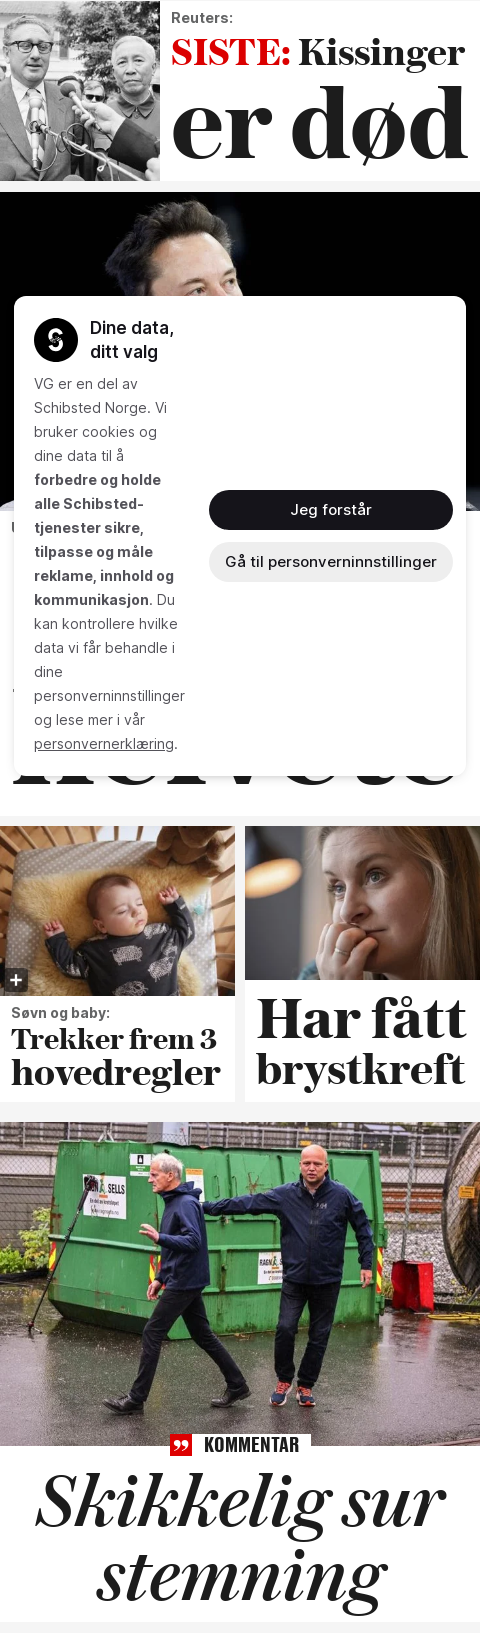 Reuters:
SISTE: Kissinger
er død
Dine data,
ditt valg
VG er en del av
Schibsted Norge. Vi
bruker cookies og
dine data til å
forbedre og holde
alle Schibsted-
tjenester sikre,
tilpasse og måle
reklame, innhold og
kommunikasjon. Du
kan kontrollere hvilke
data vi får behandle i
dine
personverninnstillinger
og lese mer i vår
personvernerklæring.
Jeg forstår
Gå til personverninnstillinger
Søvn og baby:
Trekker frem 3
hovedregler
Har fått
brystkreft
KOMMENTAR
Skikkelig sur
stemning